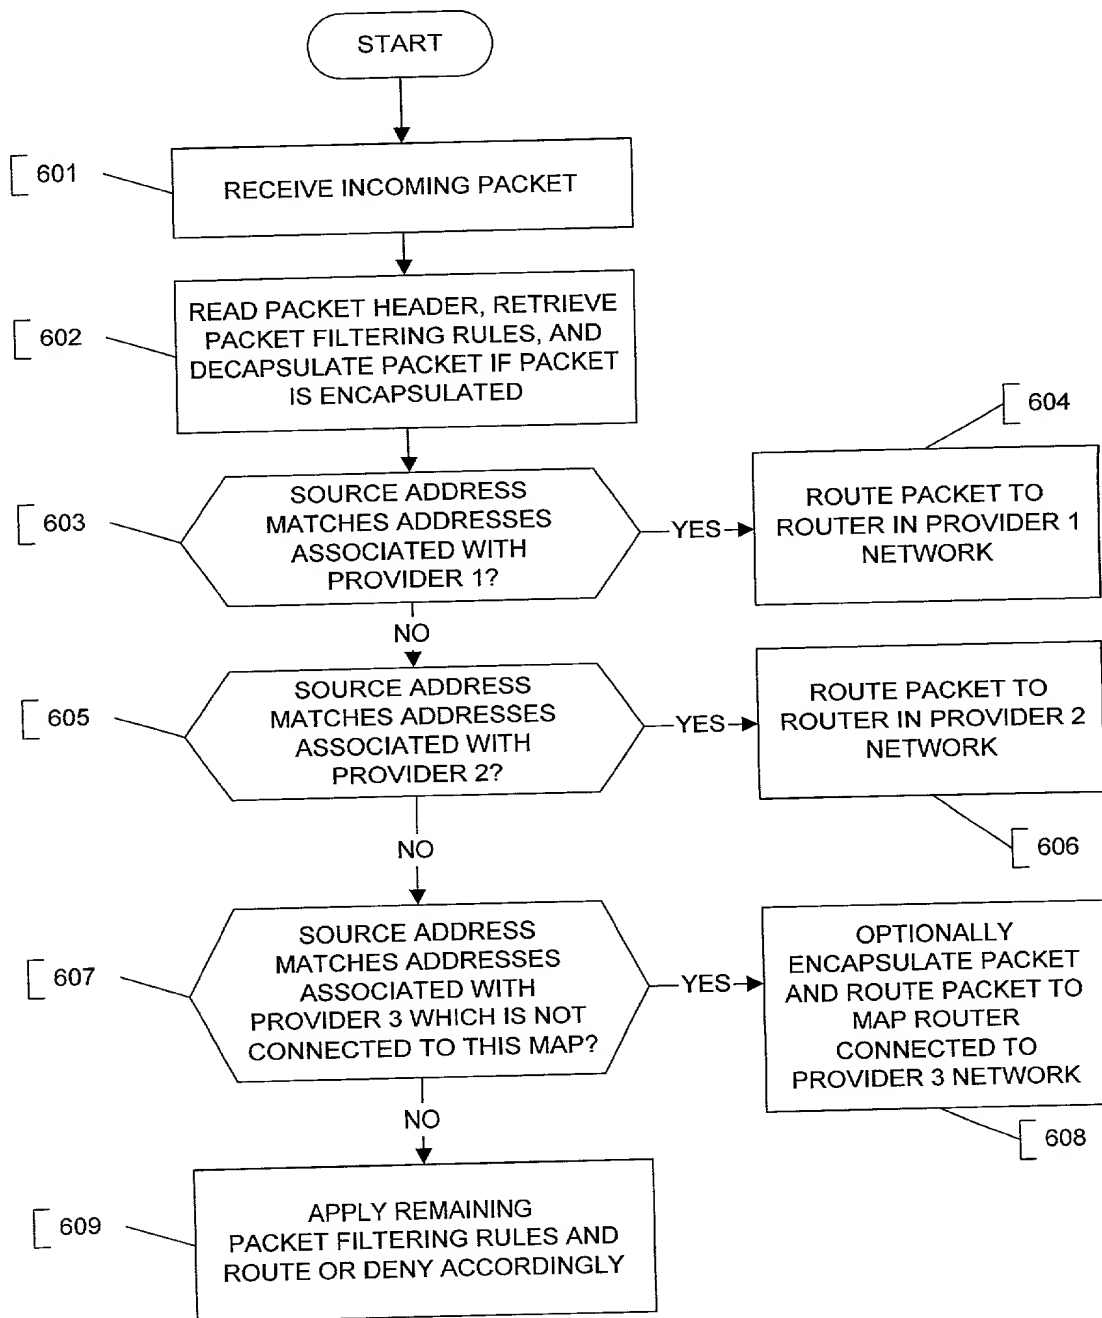 START
601
RECEIVE INCOMING PACKET
602
READ PACKET HEADER, RETRIEVE
PACKET FILTERING RULES, AND
DECAPSULATE PACKET IF PACKET
IS ENCAPSULATED
603
SOURCE ADDRESS
MATCHES ADDRESSES
ASSOCIATED WITH
PROVIDER 1?
YES
604
ROUTE PACKET TO
ROUTER IN PROVIDER 1
NETWORK
NO
605
SOURCE ADDRESS
MATCHES ADDRESSES
ASSOCIATED WITH
PROVIDER 2?
YES
ROUTE PACKET TO
ROUTER IN PROVIDER 2
NETWORK
606
NO
607
SOURCE ADDRESS
MATCHES ADDRESSES
ASSOCIATED WITH
PROVIDER 3 WHICH IS NOT
CONNECTED TO THIS MAP?
YES
OPTIONALLY
ENCAPSULATE PACKET
AND ROUTE PACKET TO
MAP ROUTER
CONNECTED TO
PROVIDER 3 NETWORK
608
NO
609
APPLY REMAINING
PACKET FILTERING RULES AND
ROUTE OR DENY ACCORDINGLY